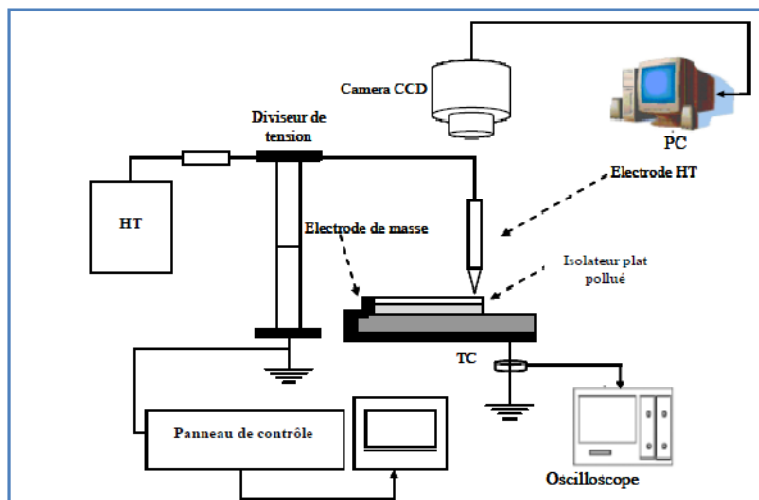 Camera CCD
PC
Diviseur de
tension
Electrode HT
HT
Electrode de masse
Isolateur plat
pollué
TC
Panneau de contrôle
Oscilloscope